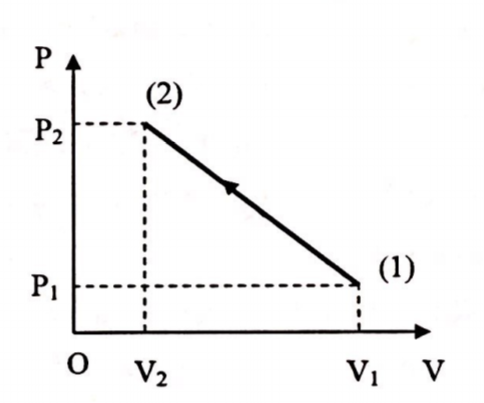 P
(2)
P₂
(1)
P₁
O V₂ V₁ V